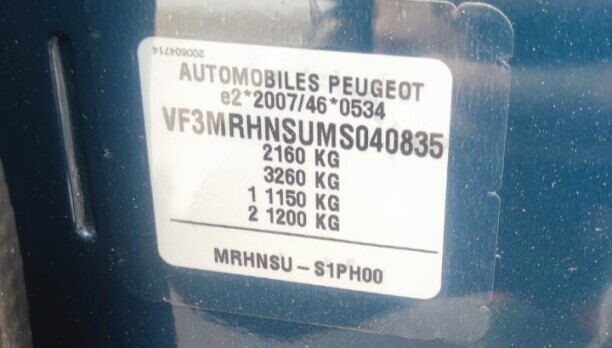 200604714
AUTOMOBILES PEUGEOT
e2*2007/46*0534
VF3MRHNSUMS040835
2160 KG
3260 KG
1 1150 KG
2 1200 KG
MRHNSU - S1PH00